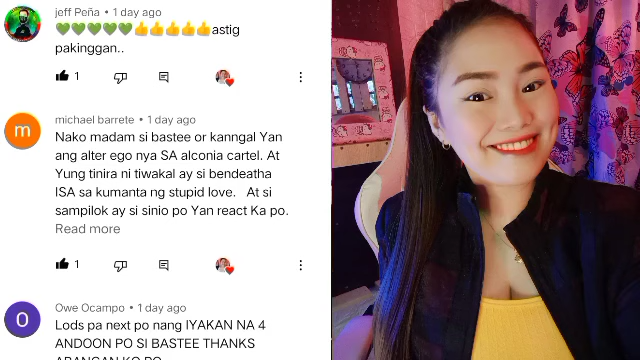 jeff Peña • 1 day ago
💚💚💚💚💚👍👍👍👍👍astig
pakinggan..
1
m
michael barrete • 1 day ago
Nako madam si bastee or kanngal Yan
ang alter ego nya SA alconia cartel. At
Yung tinira ni tiwakal ay si bendeatha
ISA sa kumanta ng stupid love. At si
sampilok ay si sinio po Yan react Ka po.
Read more
1
O
Owe Ocampo • 1 day ago
Lods pa next po nang IYAKAN NA 4
ANDOON PO SI BASTEE THANKS
ABANGAN KO PO